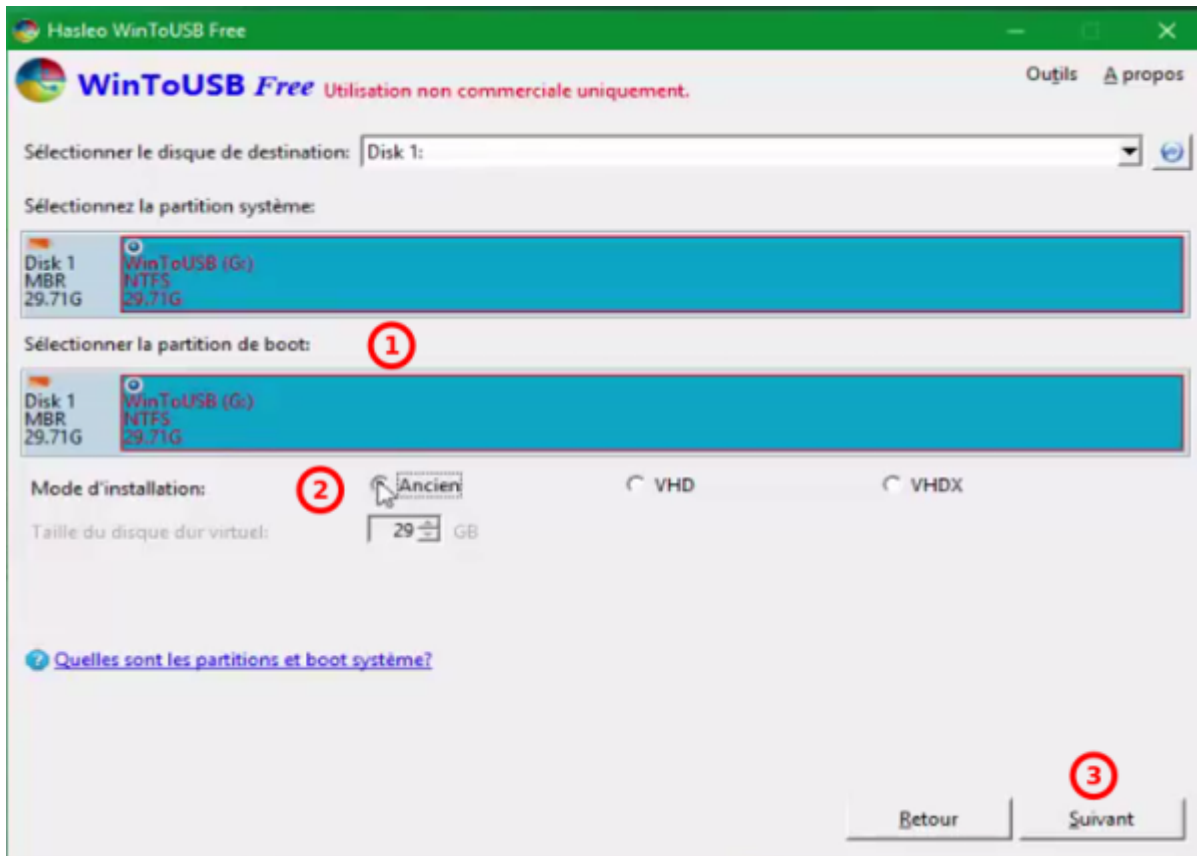 Hasleo WinToUSB Free
WinToUSB Free Utilisation non commerciale uniquement.
Outils A propos
Sélectionner le disque de destination: Disk 1:
Sélectionnez la partition système:
Disk 1
MBR
29.71G
WinToUSB (G:)
NTFS
29.71G
Sélectionner la partition de boot: 1
Disk 1
MBR
29.71G
WinToUSB (G:)
NTFS
29.71G
Mode d'installation: 2 Ancien VHD VHDX
Taille du disque dur virtuel: 29 GB
? Quelles sont les partitions et boot système?
3
Retour Suivant